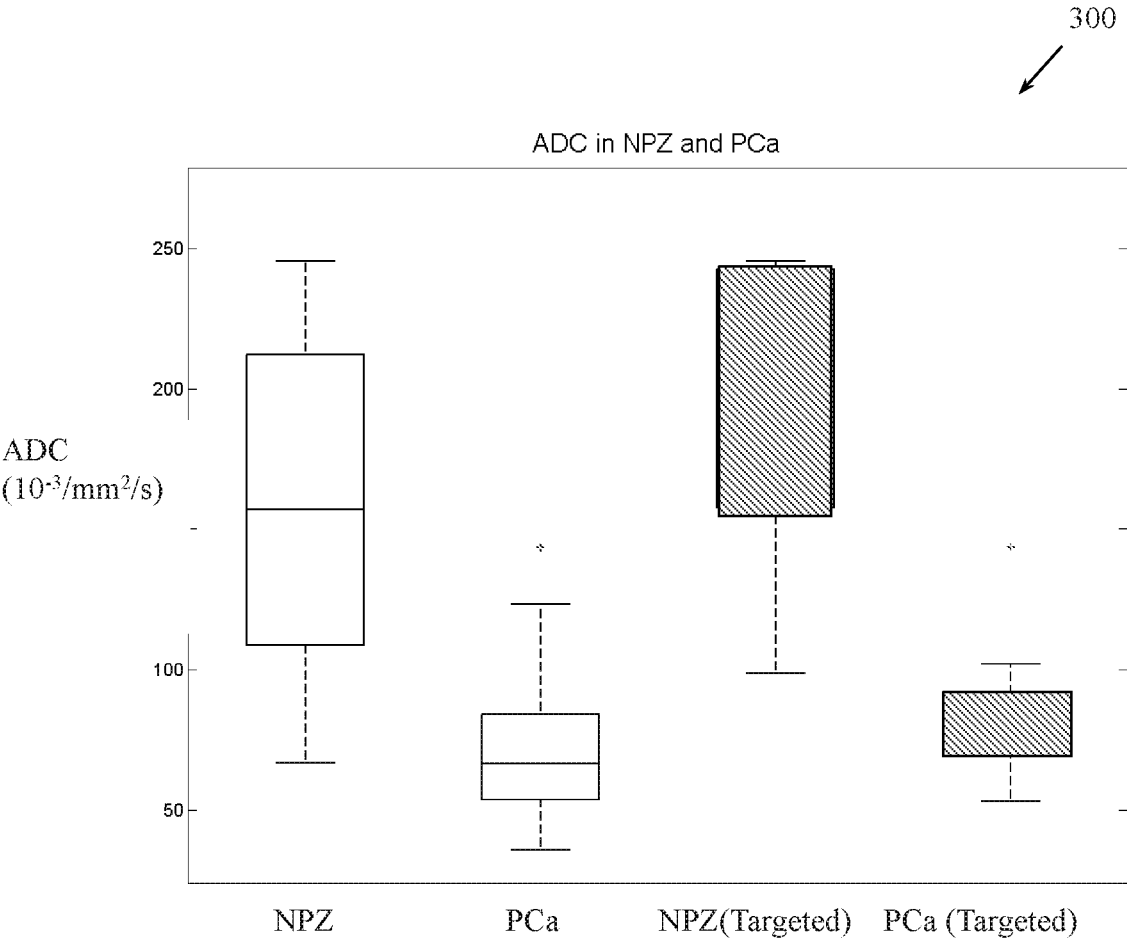 300
ADC in NPZ and PCa
250
200
ADC
(10-3/mm2/s)
100
50
NPZ PCa NPZ(Targeted) PCa (Targeted)